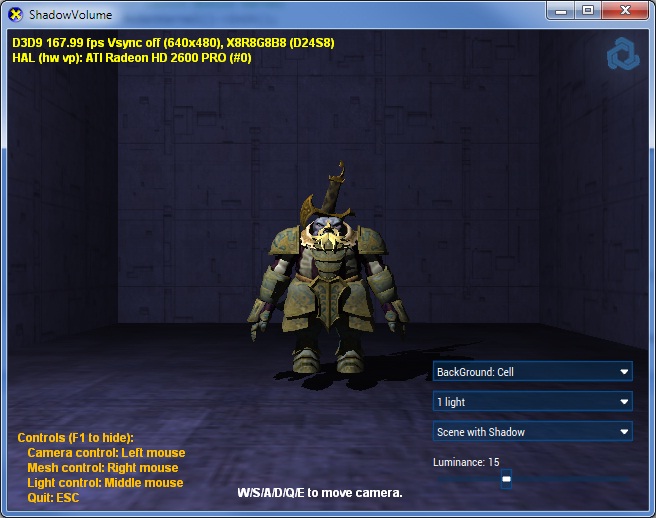 ShadowVolume
D3D9 167.99 fps Vsync off (640x480), X8R8G8B8 (D24S8)
HAL (hw vp): ATI Radeon HD 2600 PRO (#0)
BackGround: Cell
1 light
Scene with Shadow
Luminance: 15
Controls (F1 to hide):
Camera control: Left mouse
Mesh control: Right mouse
Light control: Middle mouse
Quit: ESC
W/S/A/D/Q/E to move camera.